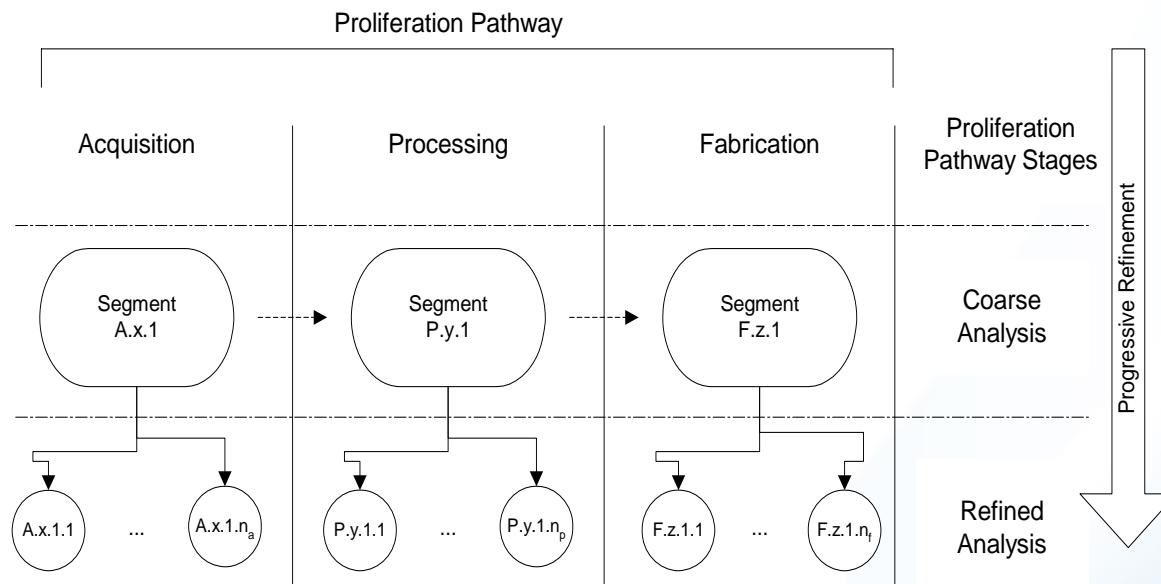 Proliferation Pathway
Acquisition
Processing
Fabrication
Proliferation
Pathway Stages
Segment
A.x.1
Segment
P.y.1
Segment
F.z.1
Coarse
Analysis
Progressive Refinement
A.x.1.1
...
A.x.1.nₐ
P.y.1.1
...
P.y.1.nₚ
F.z.1.1
...
F.z.1.n_f
Refined
Analysis